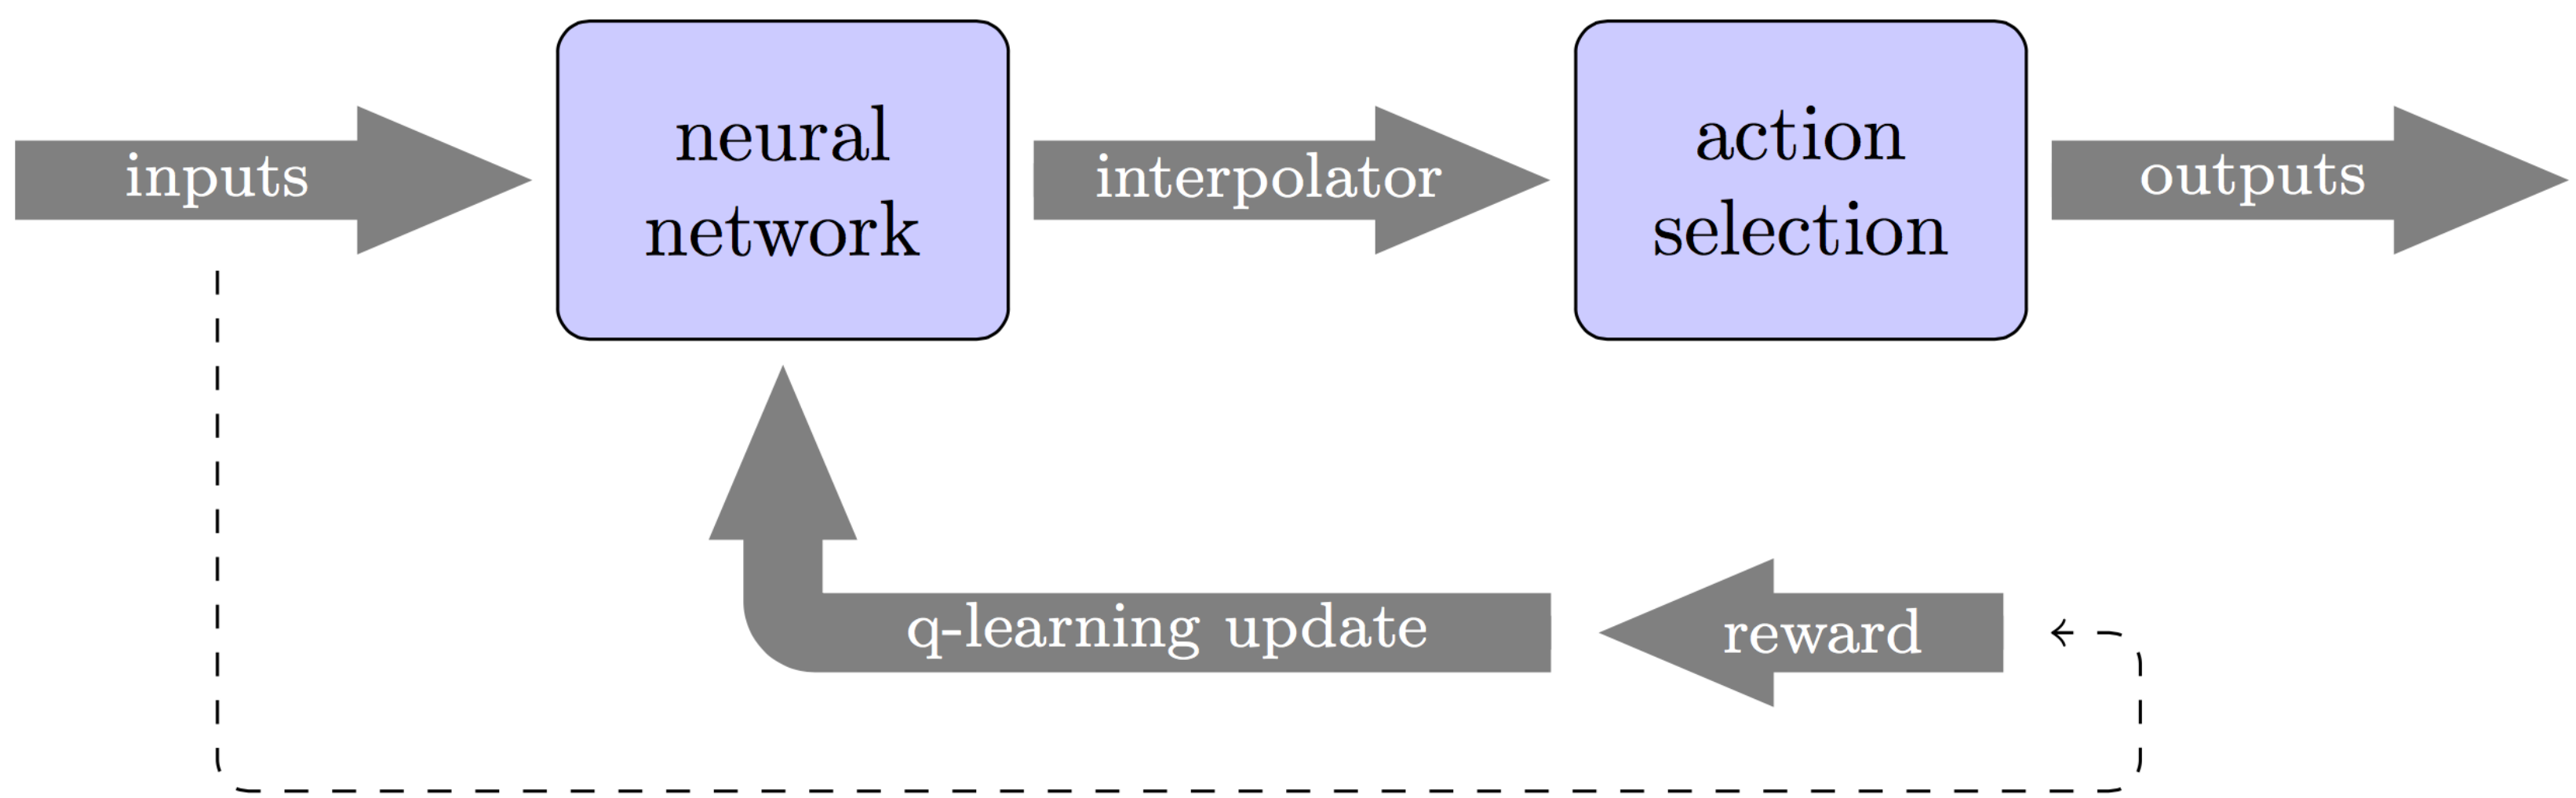 inputs
neural
network
interpolator
action
selection
outputs
q-learning update
reward